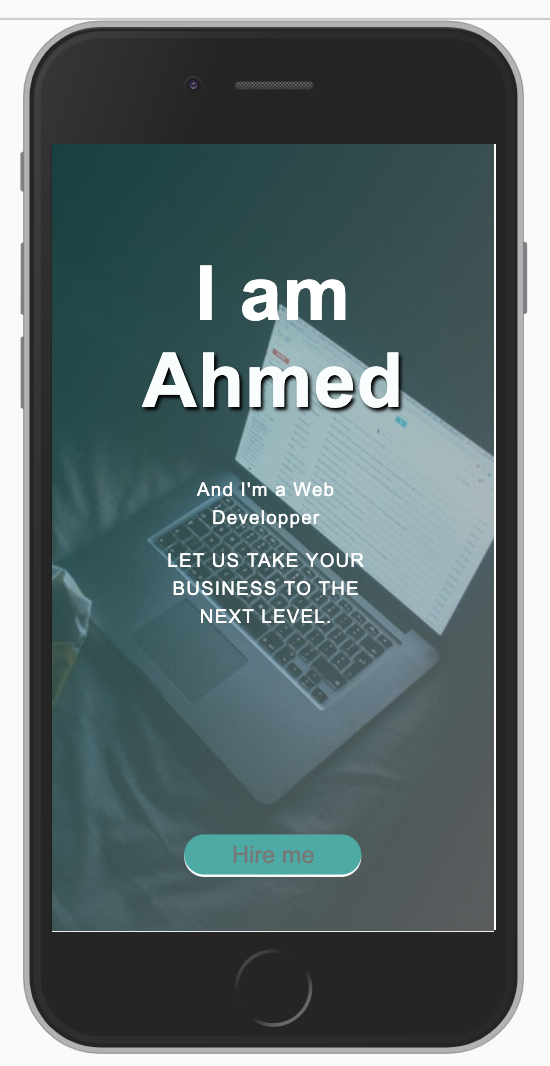 I am
Ahmed
And I'm a Web
Developper
LET US TAKE YOUR
BUSINESS TO THE
NEXT LEVEL.
Hire me